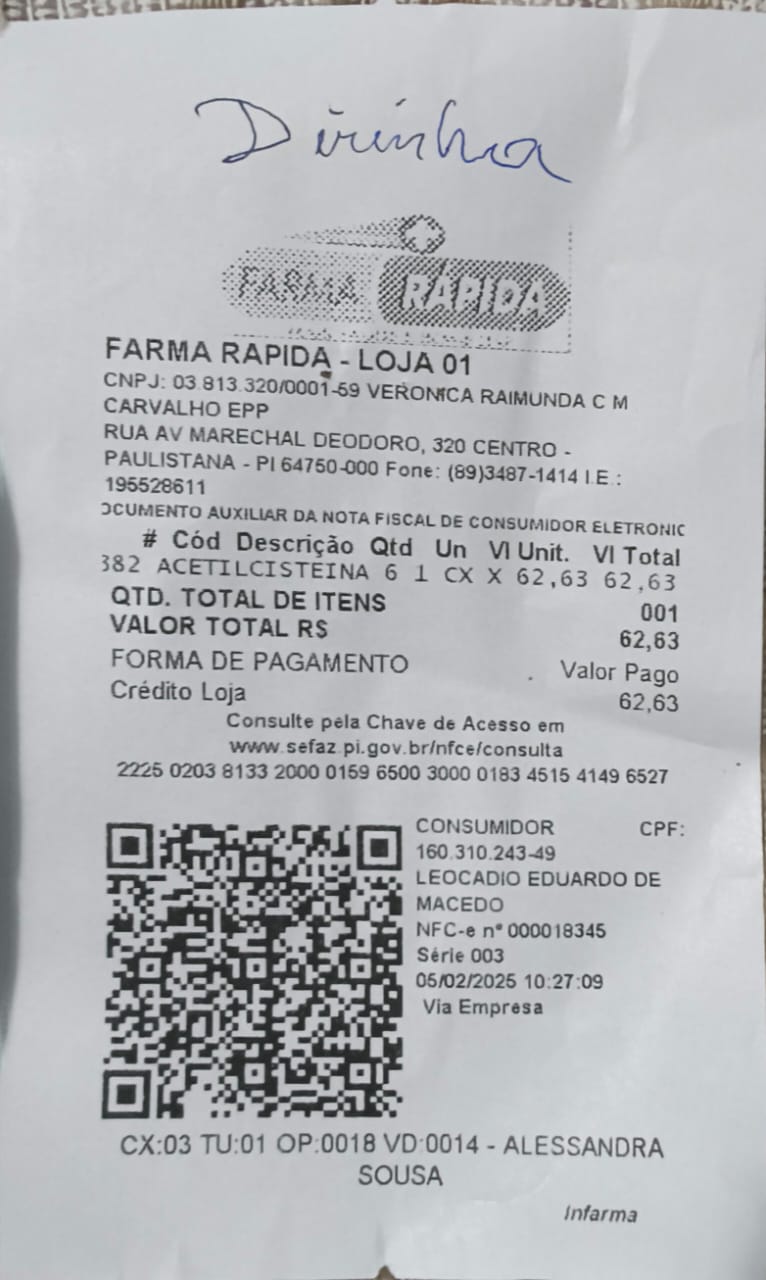 Dirinha
FARMA RÁPIDA
FARMA RAPIDA - LOJA 01
CNPJ: 03.813.320/0001-59 VERONICA RAIMUNDA C M
CARVALHO EPP
RUA AV MARECHAL DEODORO, 320 CENTRO -
PAULISTANA - PI 64750-000 Fone: (89)3487-1414 I.E.:
195528611
OCUMENTO AUXILIAR DA NOTA FISCAL DE CONSUMIDOR ELETRONIC
# Cód Descrição Qtd Un Vl Unit. Vl Total
382 ACETILCISTEINA 6 1 CX X 62,63 62,63
QTD. TOTAL DE ITENS 001
VALOR TOTAL R$ 62,63
FORMA DE PAGAMENTO Valor Pago
Crédito Loja 62,63
Consulte pela Chave de Acesso em
www.sefaz.pi.gov.br/nfce/consulta
2225 0203 8133 2000 0159 6500 3000 0183 4515 4149 6527
CONSUMIDOR CPF:
160.310.243-49
LEOCADIO EDUARDO DE
MACEDO
NFC-e nº 000018345
Série 003
05/02/2025 10:27:09
Via Empresa
CX:03 TU:01 OP:0018 VD:0014 - ALESSANDRA
SOUSA
Infarma